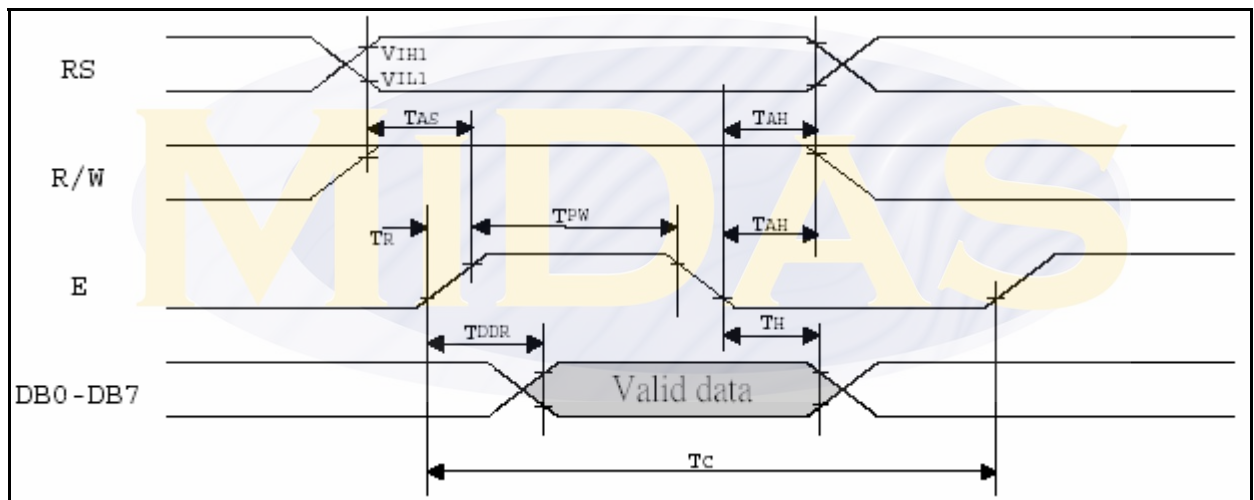 RS
VIH1
VIL1
TAS
TAH
R/W
TPW
TR
TAH
E
TDDR
TH
DB0-DB7
Valid data
TC
MIDAS